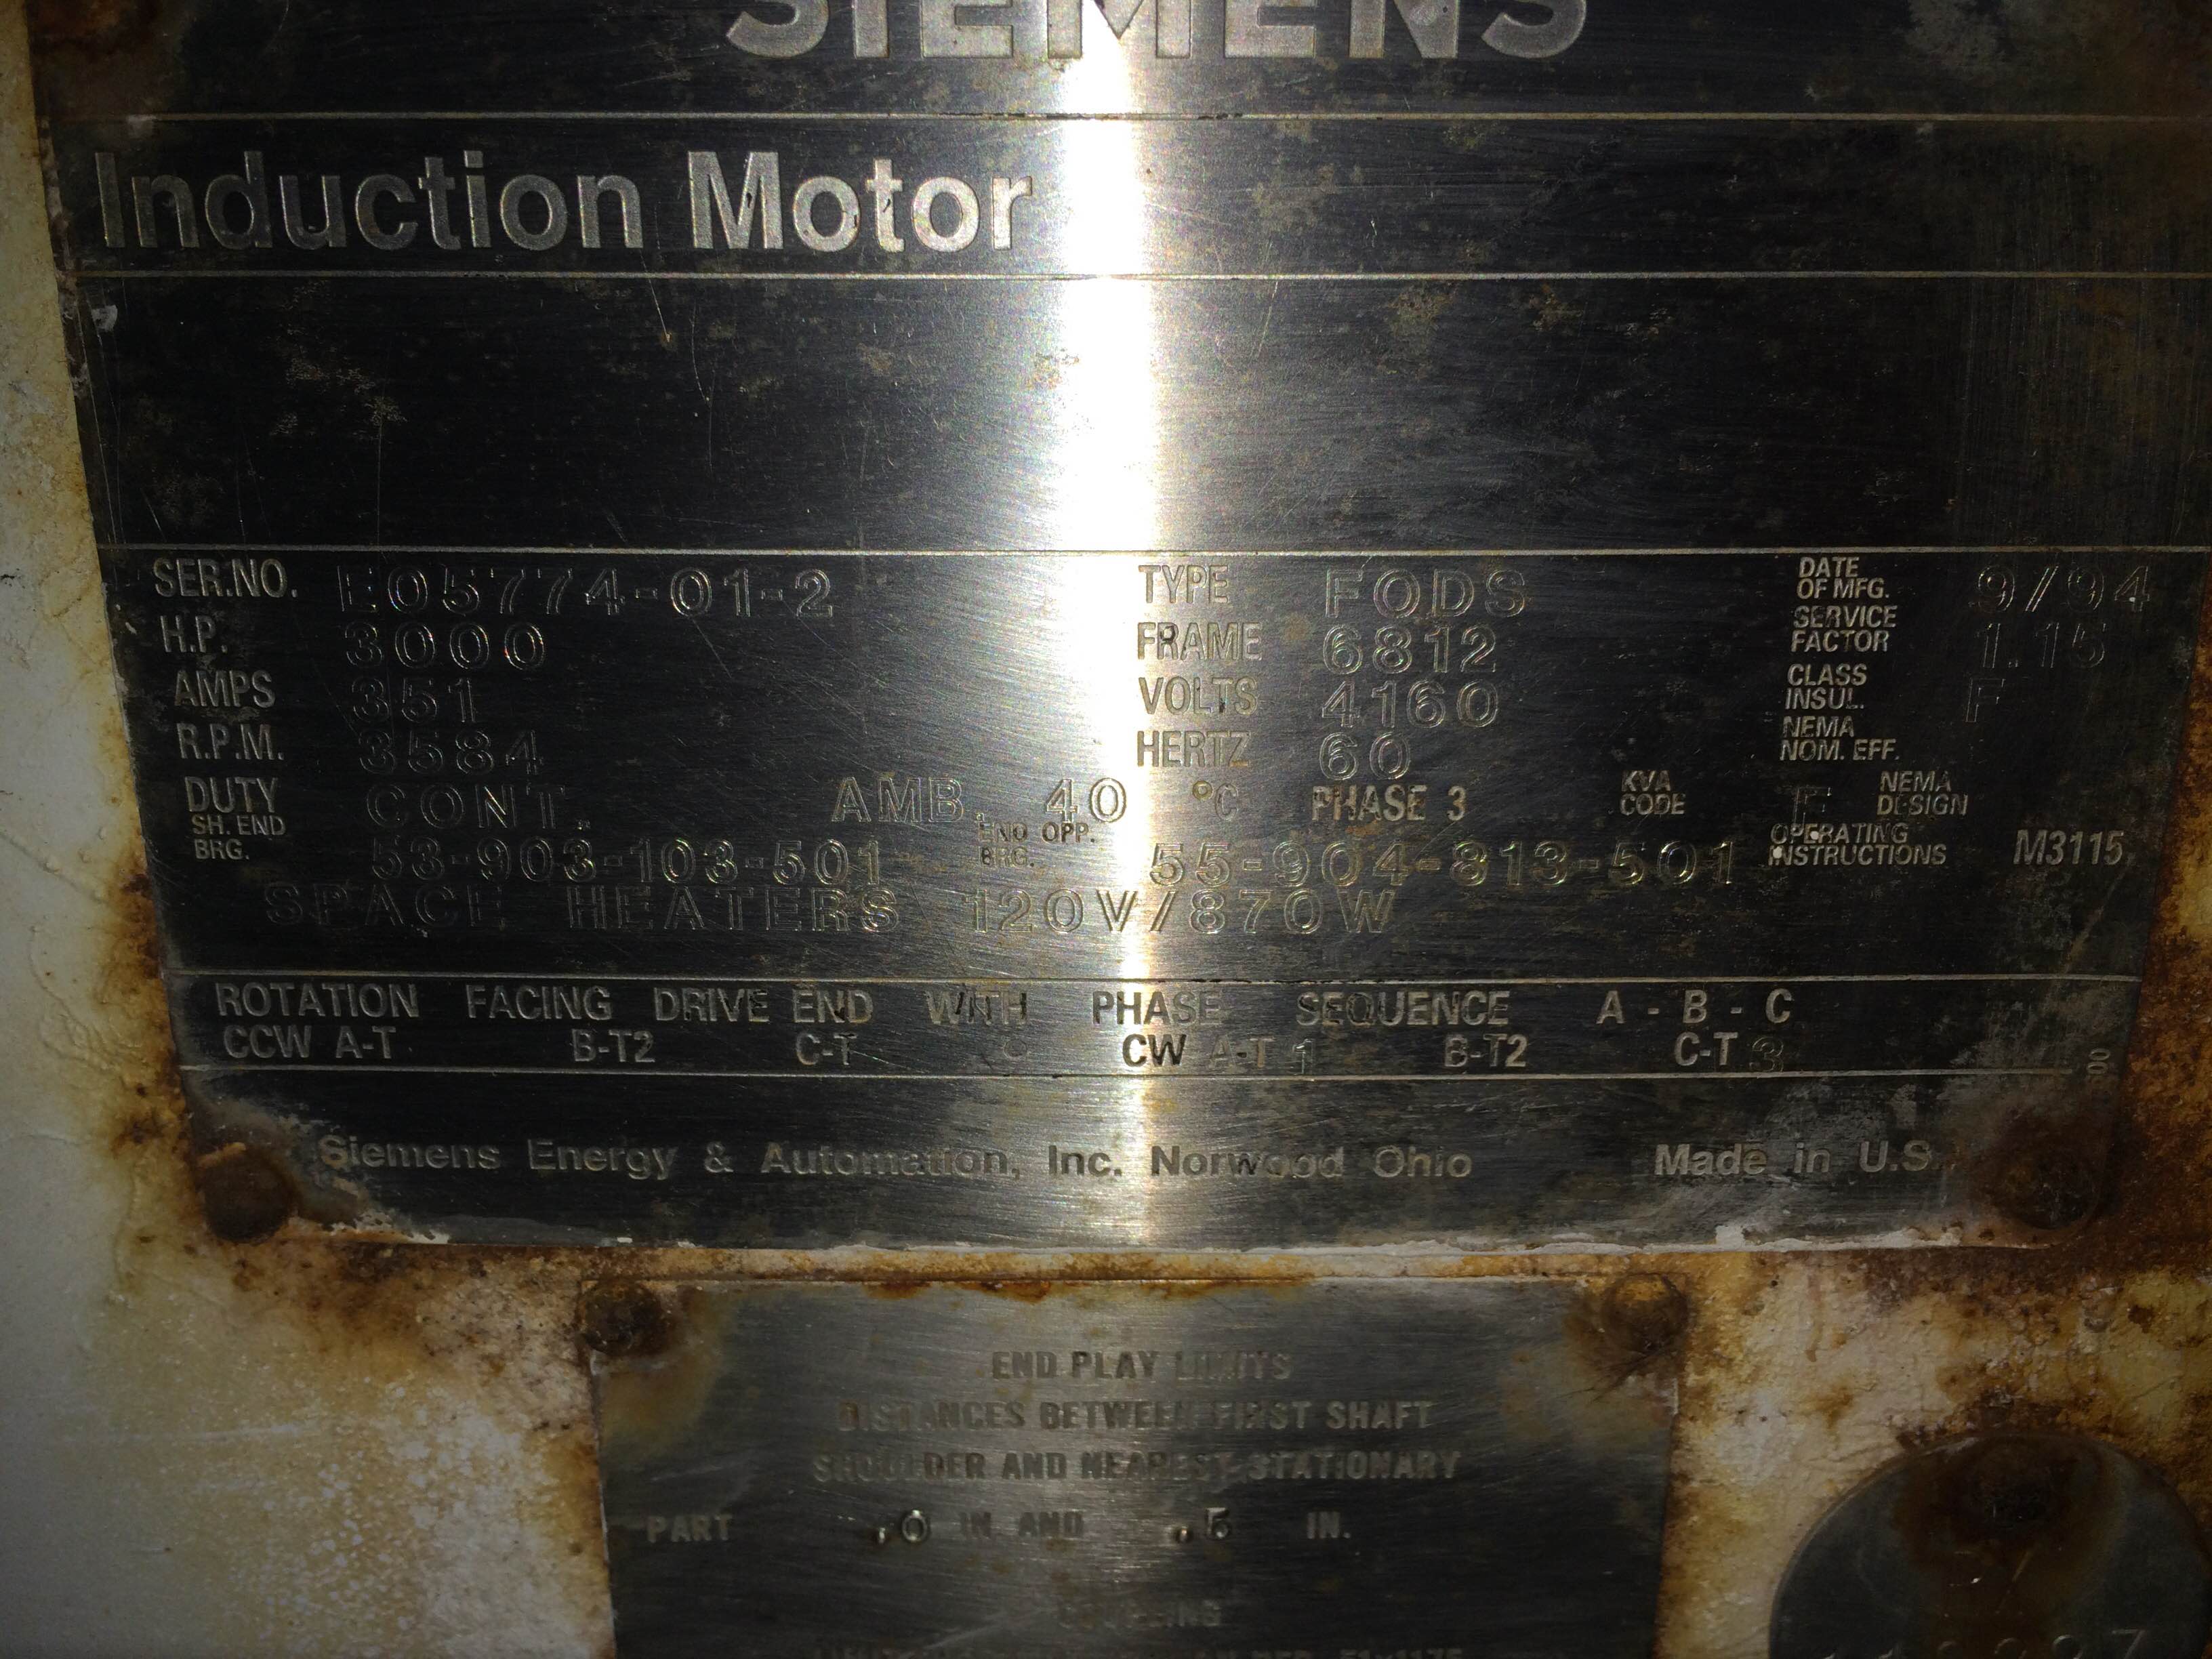 SIEMENS
Induction Motor
SER.NO. E05774-01-2 TYPE FODS DATE OF MFG. 9/94
H.P. 3000 FRAME 6812 SERVICE FACTOR 1.15
AMPS 351 VOLTS 4160 CLASS INSUL. F
R.P.M. 3584 HERTZ 60 NEMA NOM. EFF.
DUTY CONT. AMB. 40 °C PHASE 3 KVA CODE F NEMA DESIGN
SH. END BRG. 53-903-103-501 END OPP. BRG. 55-904-813-501 OPERATING INSTRUCTIONS M3115
SPACE HEATERS 120V/870W
ROTATION FACING DRIVE END WITH PHASE SEQUENCE A - B - C
CCW A-T B-T2 C-T CW A-T 1 B-T2 C-T 3
Siemens Energy & Automation, Inc. Norwood Ohio Made in U.S.
END PLAY LIMITS
DISTANCES BETWEEN FIRST SHAFT
SHOULDER AND NEAREST STATIONARY
PART .0 IN. AND .5 IN.